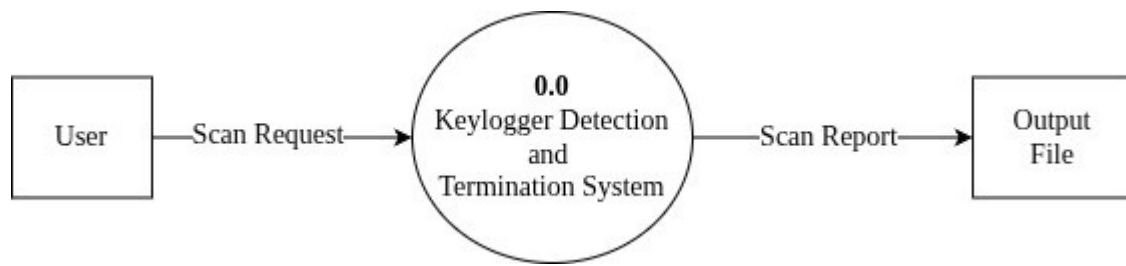 User
Scan Request
0.0
Keylogger Detection
and
Termination System
Scan Report
Output
File